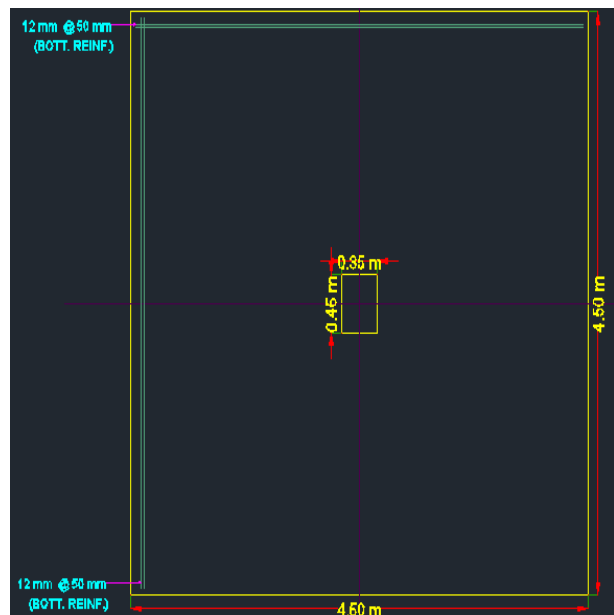 12 mm @ 50 mm
(BOTT. REINF.)
0.35 m
0.45 m
4.50 m
12 mm @ 50 mm
(BOTT. REINF.)
4.50 m